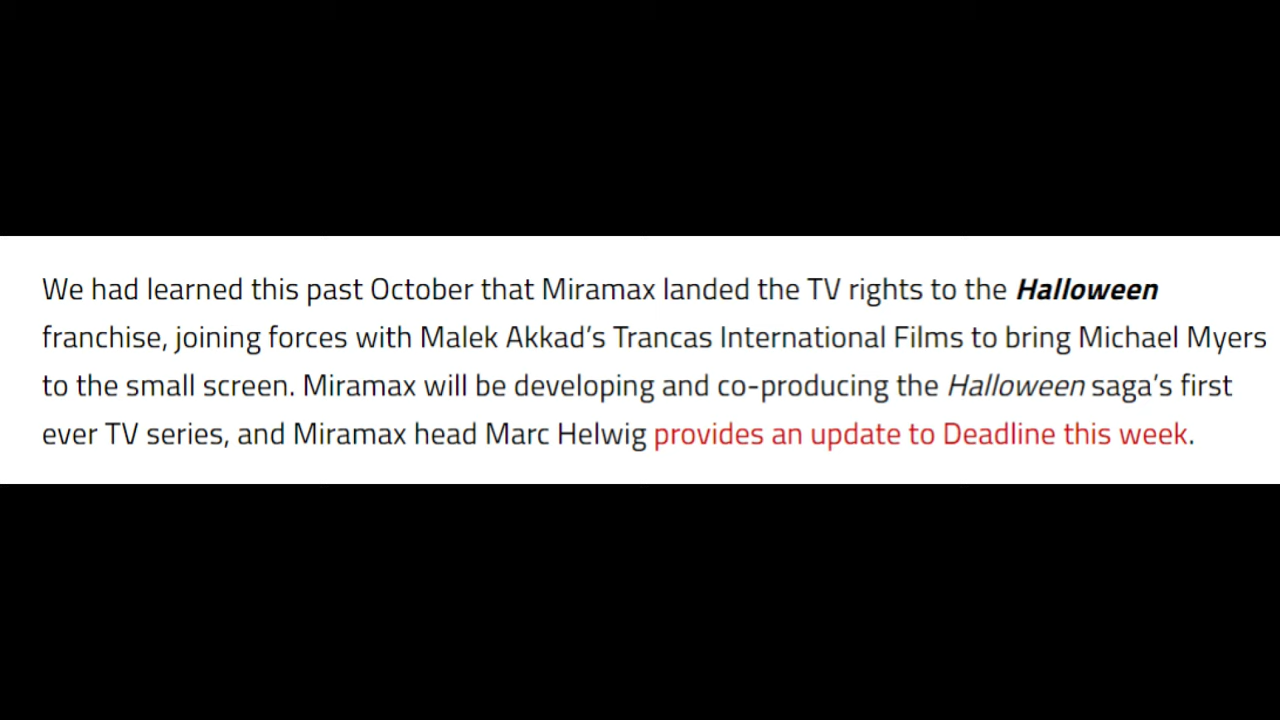 We had learned this past October that Miramax landed the TV rights to the Halloween
franchise, joining forces with Malek Akkad’s Trancas International Films to bring Michael Myers
to the small screen. Miramax will be developing and co-producing the Halloween saga’s first
ever TV series, and Miramax head Marc Helwig provides an update to Deadline this week.